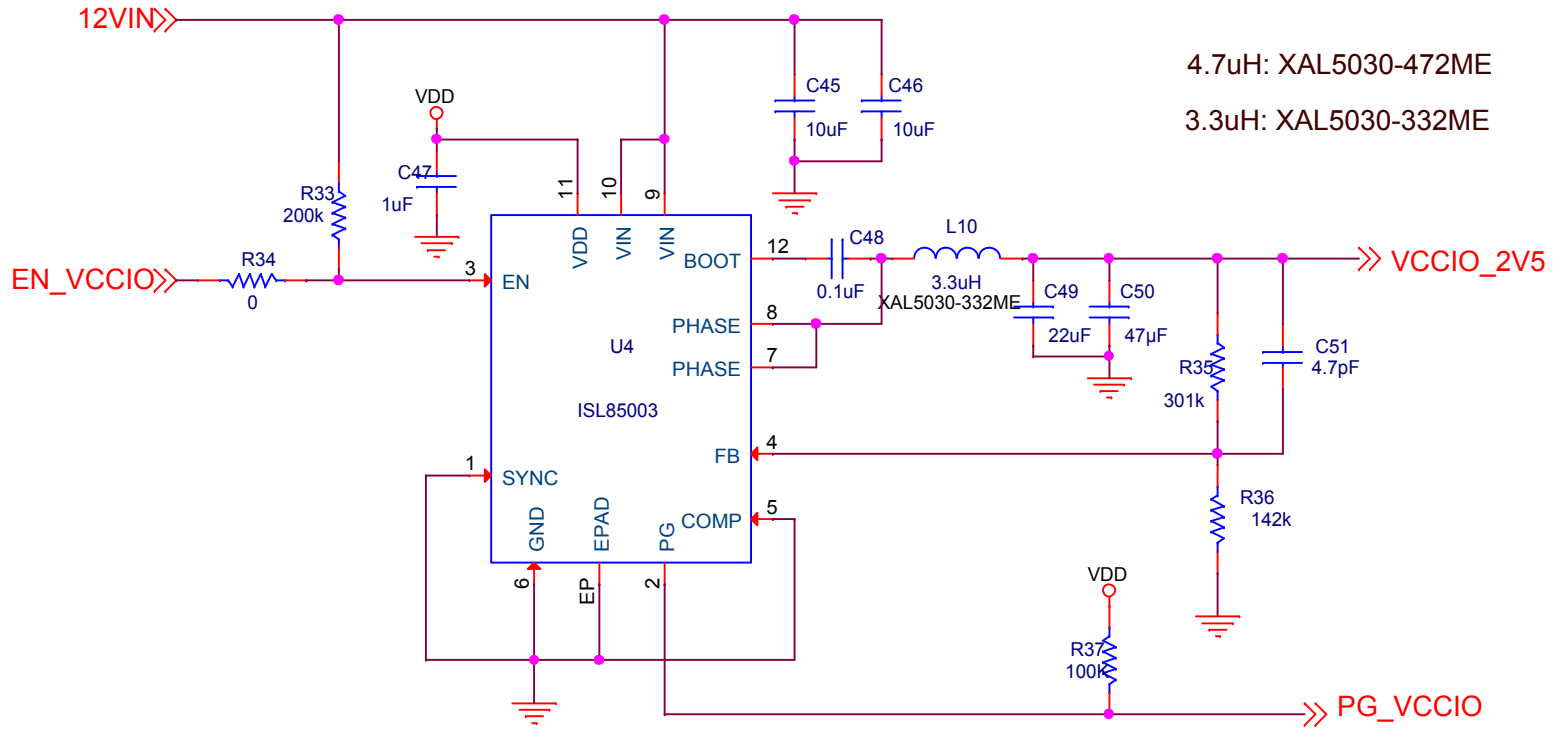 12VIN
4.7uH: XAL5030-472ME
3.3uH: XAL5030-332ME
VDD
C45
10uF
C46
10uF
C47
1uF
R33
200k
11
10
9
VDD
VIN
VIN
EN_VCCIO
R34
0
3
EN
BOOT
12
C48
0.1uF
L10
3.3uH
XAL5030-332ME
VCCIO_2V5
C49
22uF
C50
47µF
PHASE
8
PHASE
7
U4
ISL85003
R35
301k
C51
4.7pF
FB
4
1
SYNC
COMP
5
R36
142k
GND
EPAD
PG
6
EP
2
VDD
R37
100K
PG_VCCIO